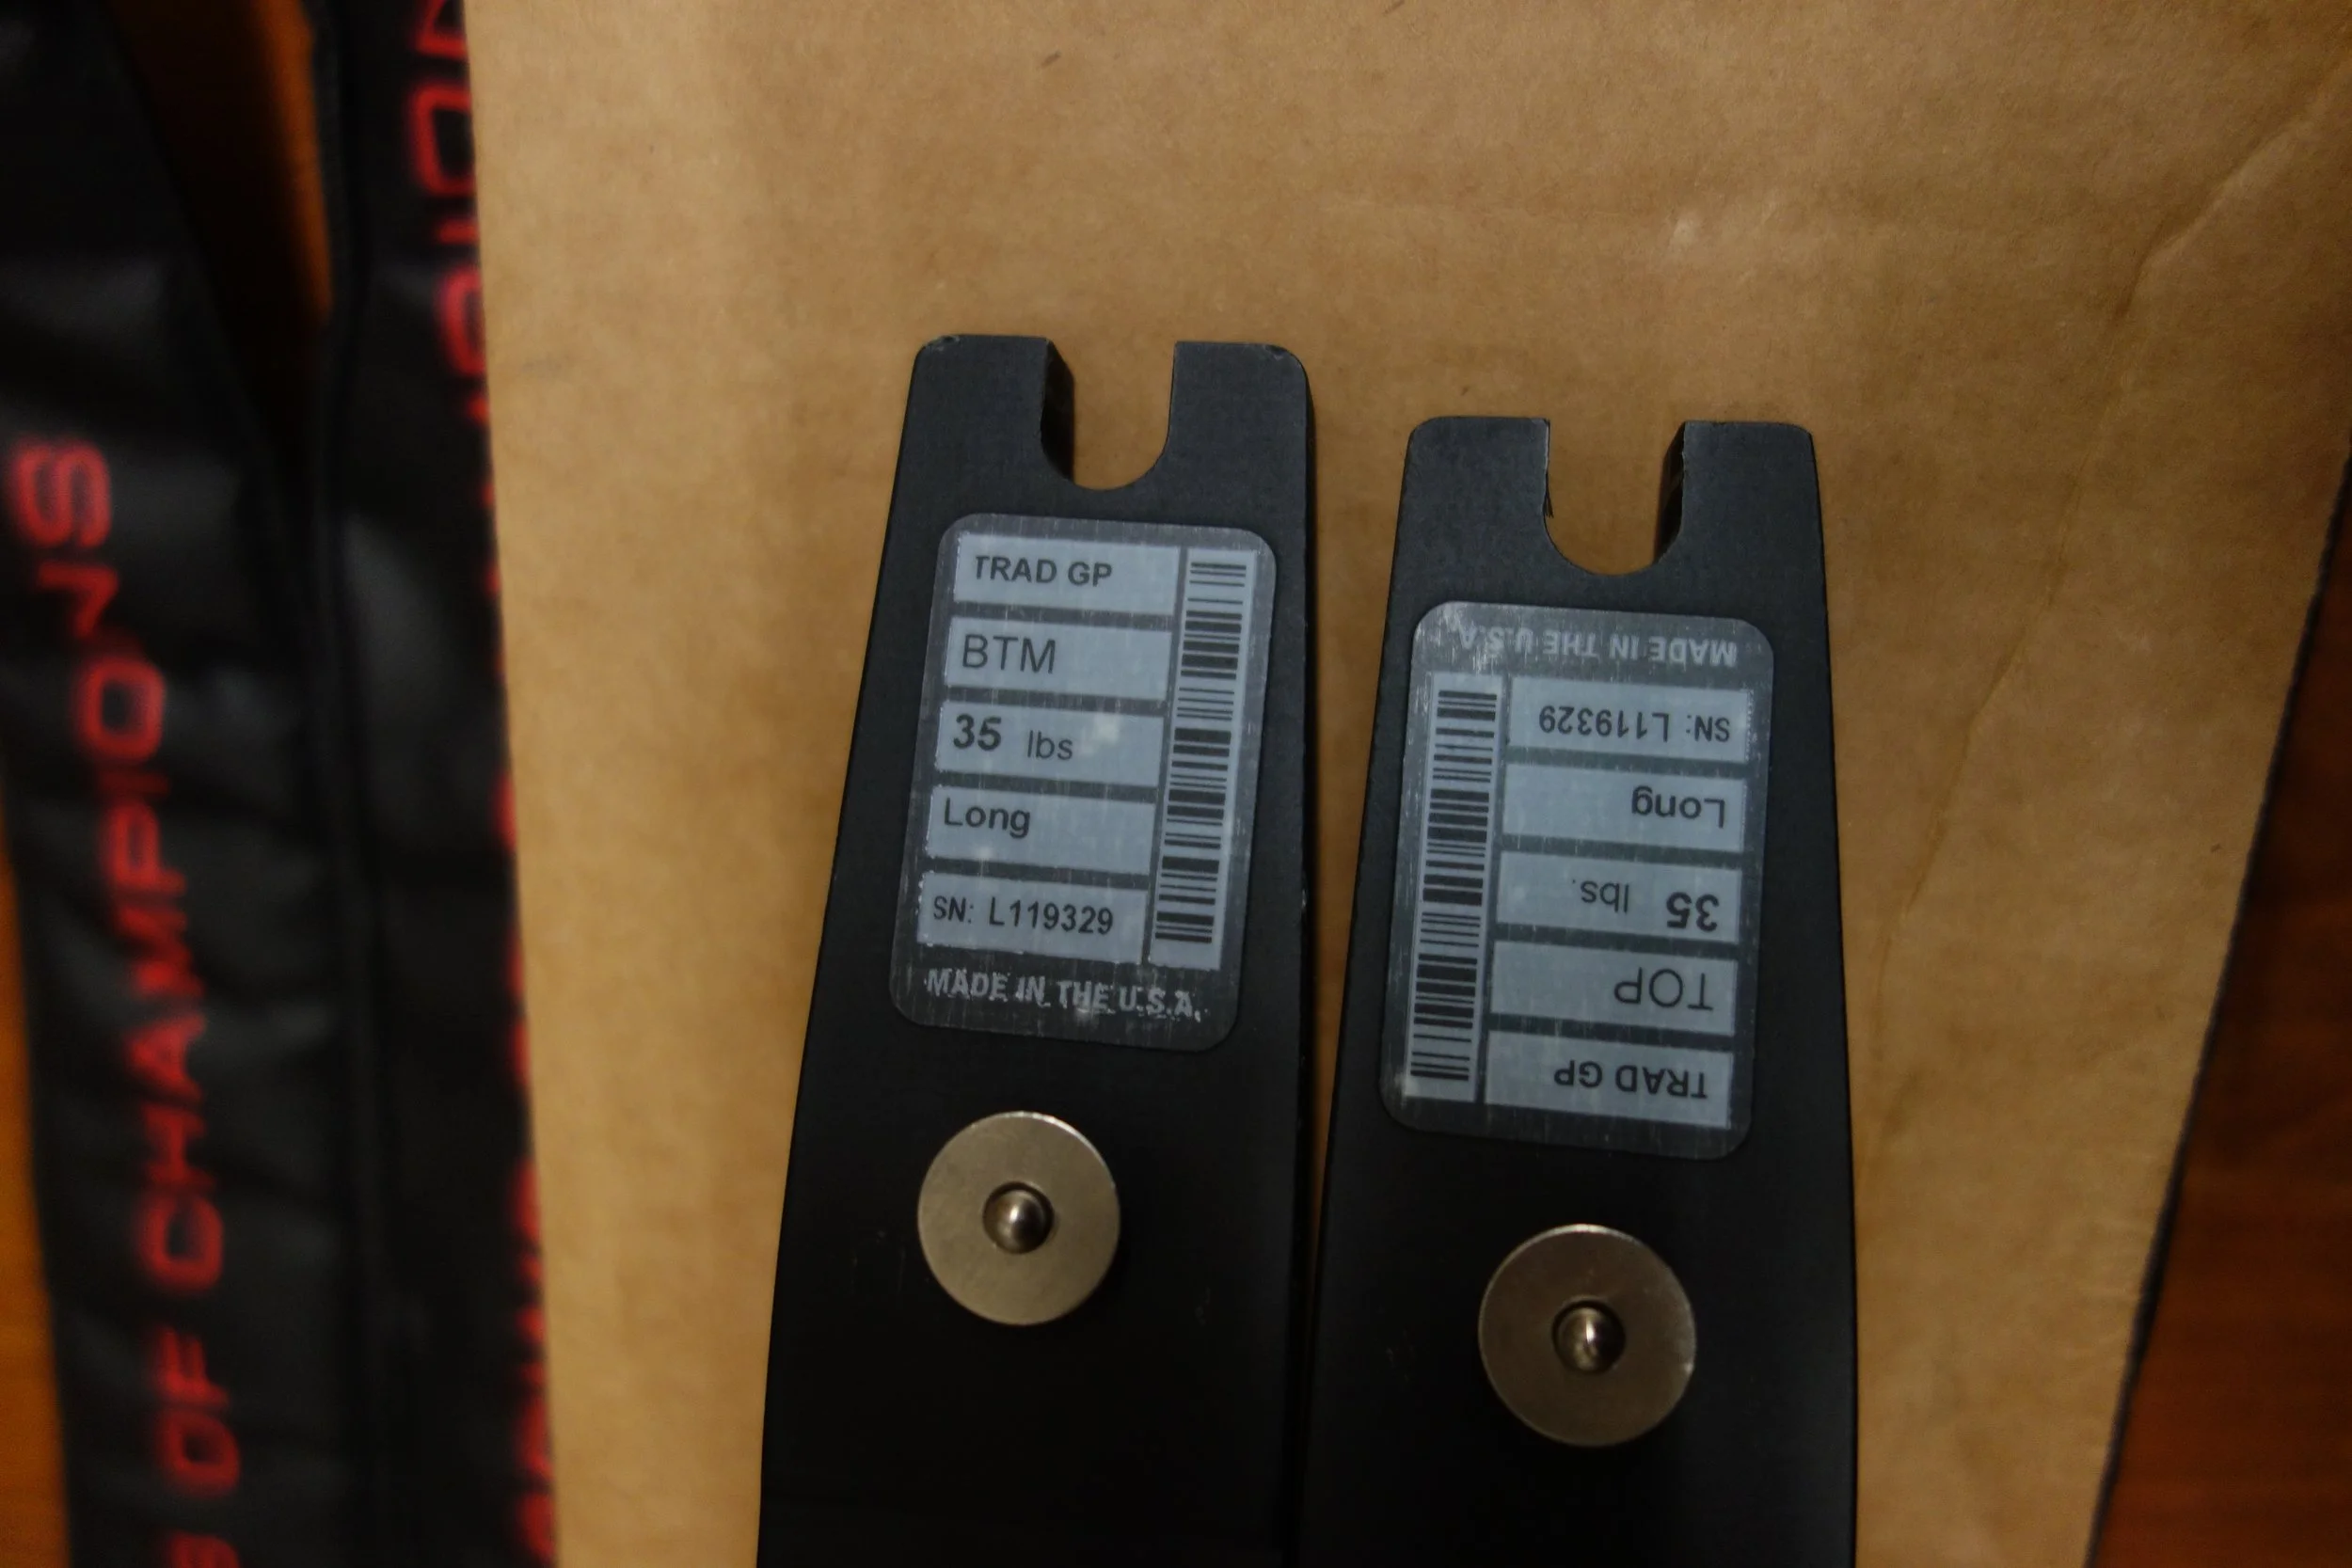 S OF CHAMPIONS
TRAD GP
BTM
35 lbs
Long
SN: L119329
MADE IN THE U.S.A.
TRAD GP
TOP
35 lbs.
Long
SN: L119329
MADE IN THE U.S.A.